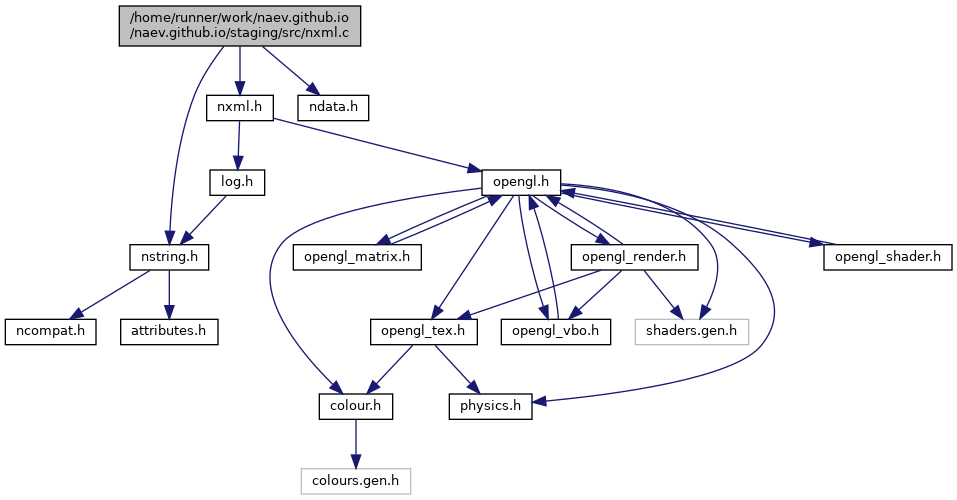 /home/runner/work/naev.github.io
/naev.github.io/staging/src/nxml.c
nxml.h
ndata.h
log.h
opengl.h
nstring.h
opengl_matrix.h
opengl_render.h
opengl_shader.h
ncompat.h
attributes.h
opengl_tex.h
opengl_vbo.h
shaders.gen.h
colour.h
physics.h
colours.gen.h